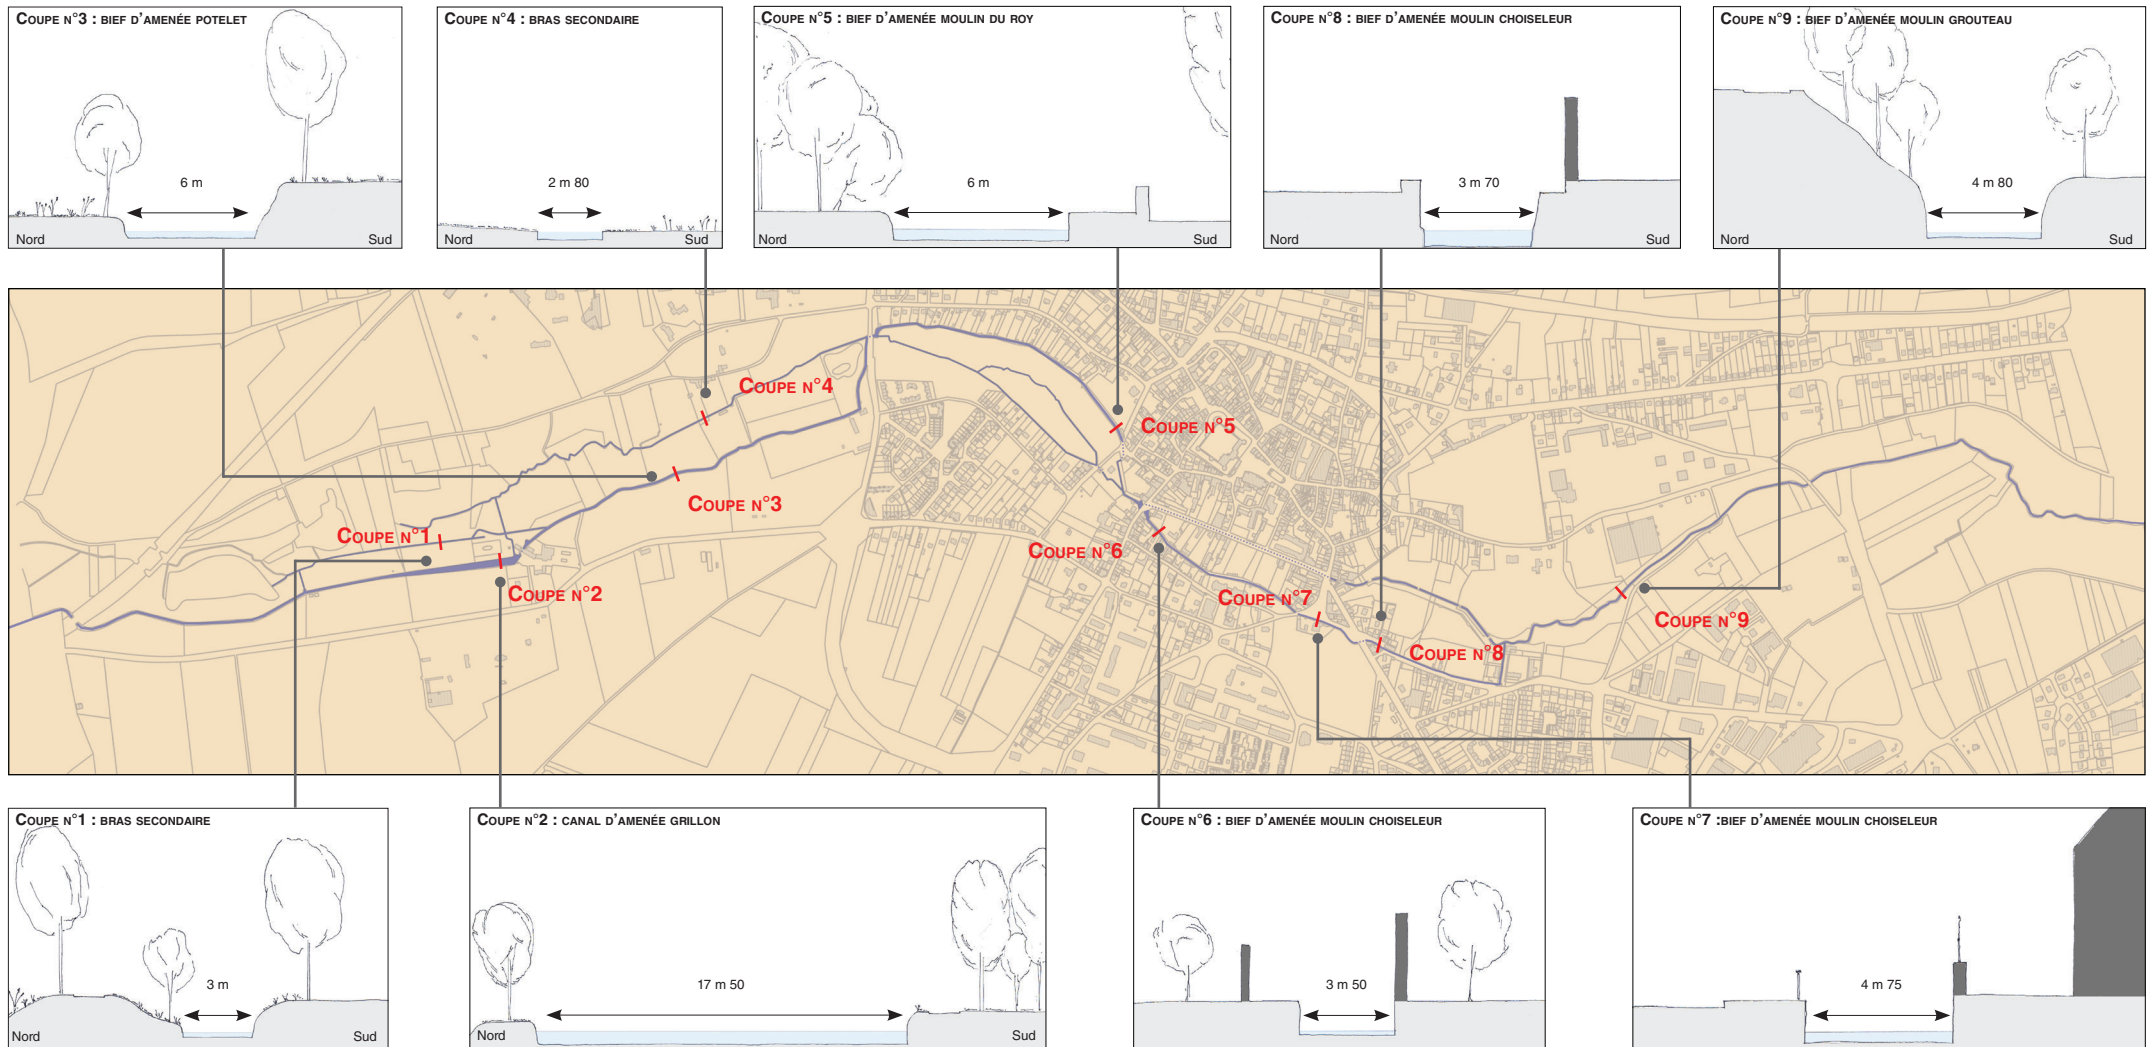 COUPE N°3 : BIEF D'AMENÉE POTELET
6 m
Nord
Sud
COUPE N°4 : BRAS SECONDAIRE
2 m 80
Nord
Sud
COUPE N°5 : BIEF D'AMENÉE MOULIN DU ROY
6 m
Nord
Sud
COUPE N°8 : BIEF D'AMENÉE MOULIN CHOISELEUR
3 m 70
Nord
Sud
COUPE N°9 : BIEF D'AMENÉE MOULIN GROUTEAU
4 m 80
Nord
Sud
COUPE N°4
COUPE N°5
COUPE N°3
COUPE N°1
COUPE N°6
COUPE N°2
COUPE N°7
COUPE N°9
COUPE N°8
COUPE N°1 : BRAS SECONDAIRE
3 m
Nord
Sud
COUPE N°2 : CANAL D'AMENÉE GRILLON
17 m 50
Nord
Sud
COUPE N°6 : BIEF D'AMENÉE MOULIN CHOISELEUR
3 m 50
COUPE N°7 :BIEF D'AMENÉE MOULIN CHOISELEUR
4 m 75